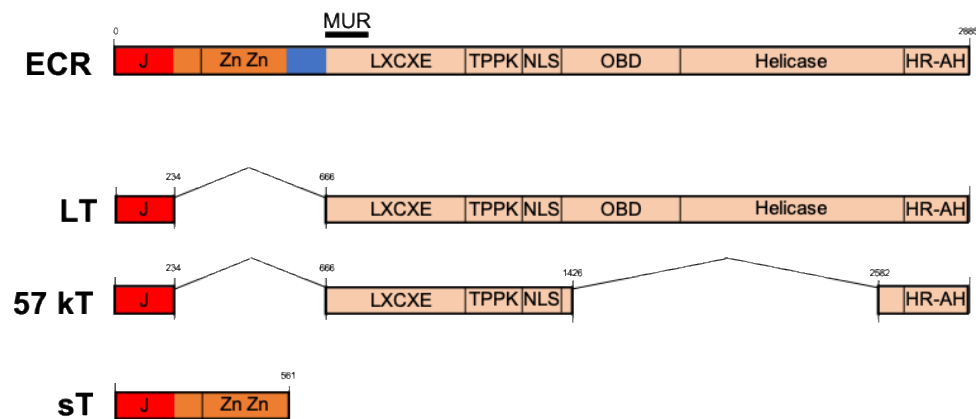 MUR
0 2885
ECR J Zn Zn LXCXE TPPK NLS OBD Helicase HR-AH
234 666
LT J LXCXE TPPK NLS OBD Helicase HR-AH
234 666 1426 2582
57 kT J LXCXE TPPK NLS HR-AH
561
sT J Zn Zn